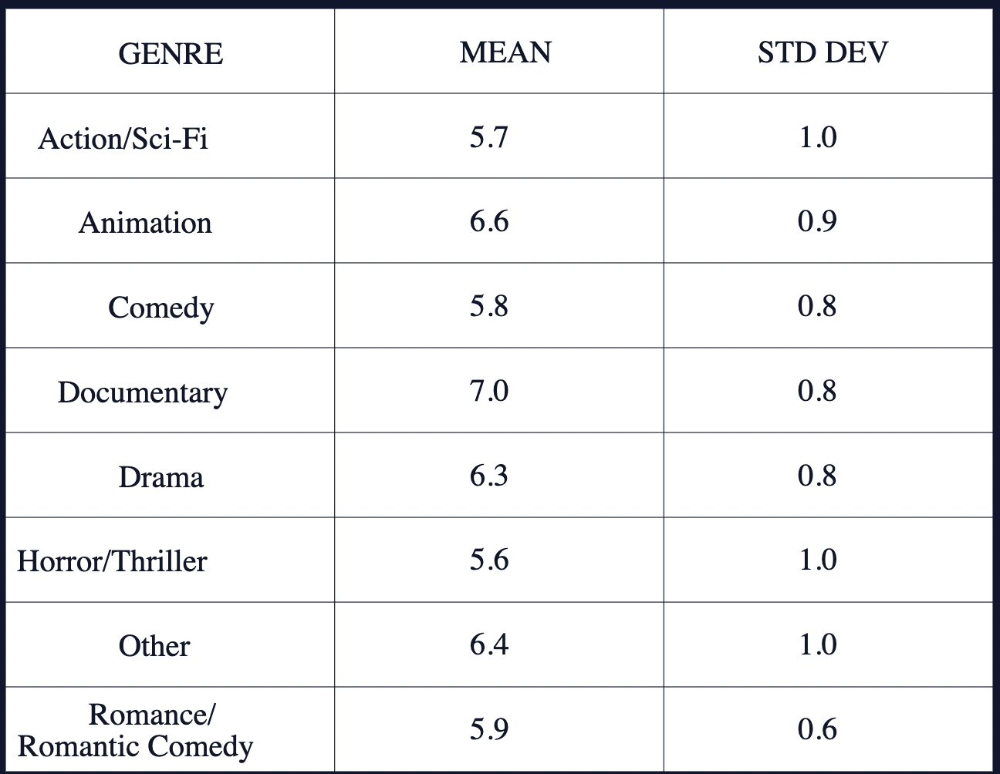 GENRE MEAN STD DEV
Action/Sci-Fi 5.7 1.0
Animation 6.6 0.9
Comedy 5.8 0.8
Documentary 7.0 0.8
Drama 6.3 0.8
Horror/Thriller 5.6 1.0
Other 6.4 1.0
Romance/
Romantic Comedy 5.9 0.6